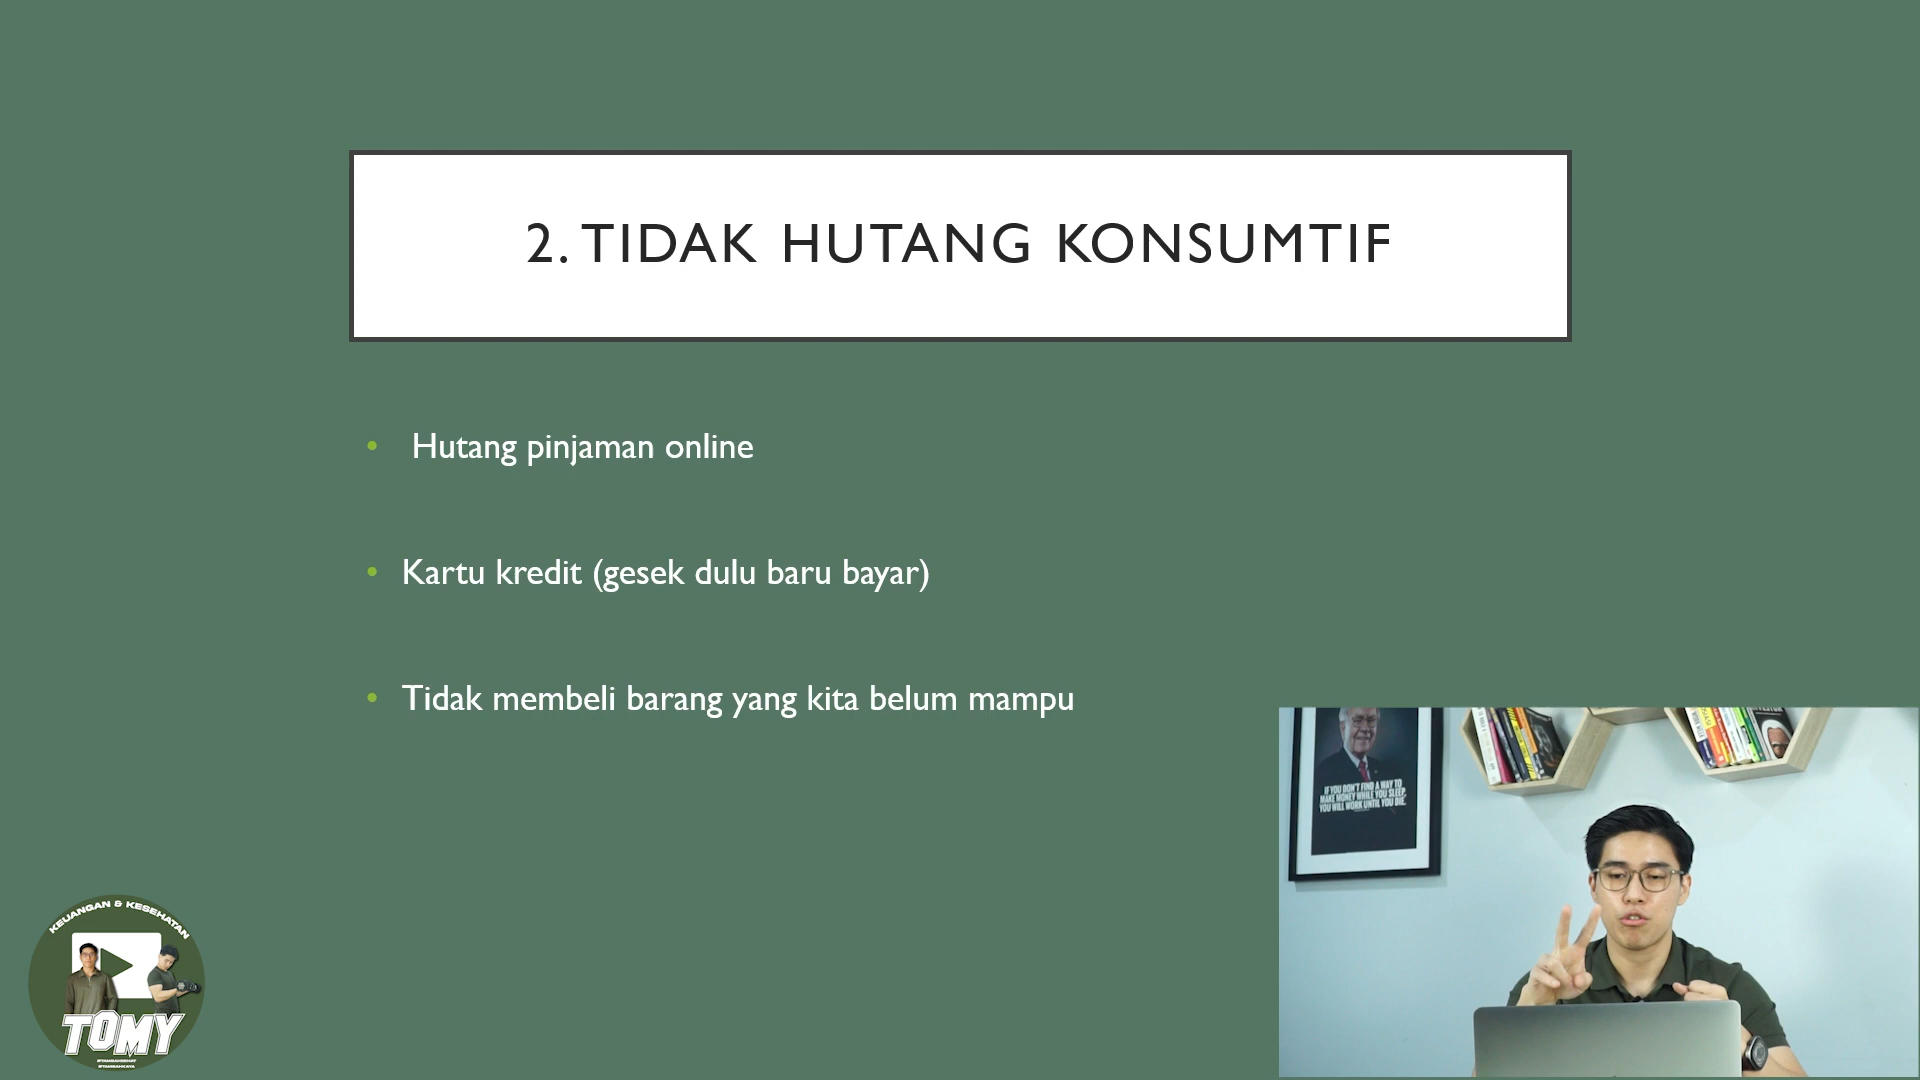 2. TIDAK HUTANG KONSUMTIF
• Hutang pinjaman online
• Kartu kredit (gesek dulu baru bayar)
• Tidak membeli barang yang kita belum mampu
IF YOU DON'T FIND A WAY TO
MAKE MONEY WHILE YOU SLEEP,
YOU WILL WORK UNTIL YOU DIE.
KEUANGAN & KESEHATAN
TOMY
#TAMBAHSEHAT
#TAMBAHKAYA